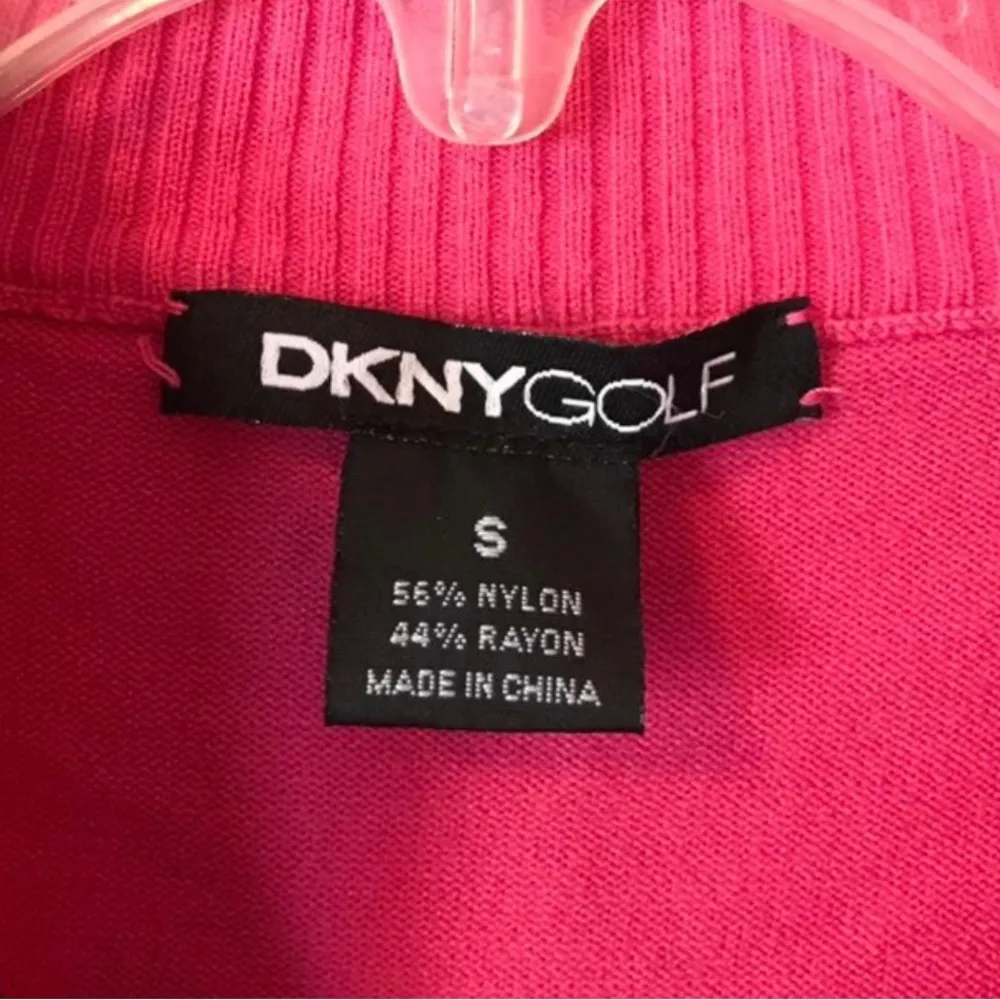 DKNYGOLF
S
56% NYLON
44% RAYON
MADE IN CHINA